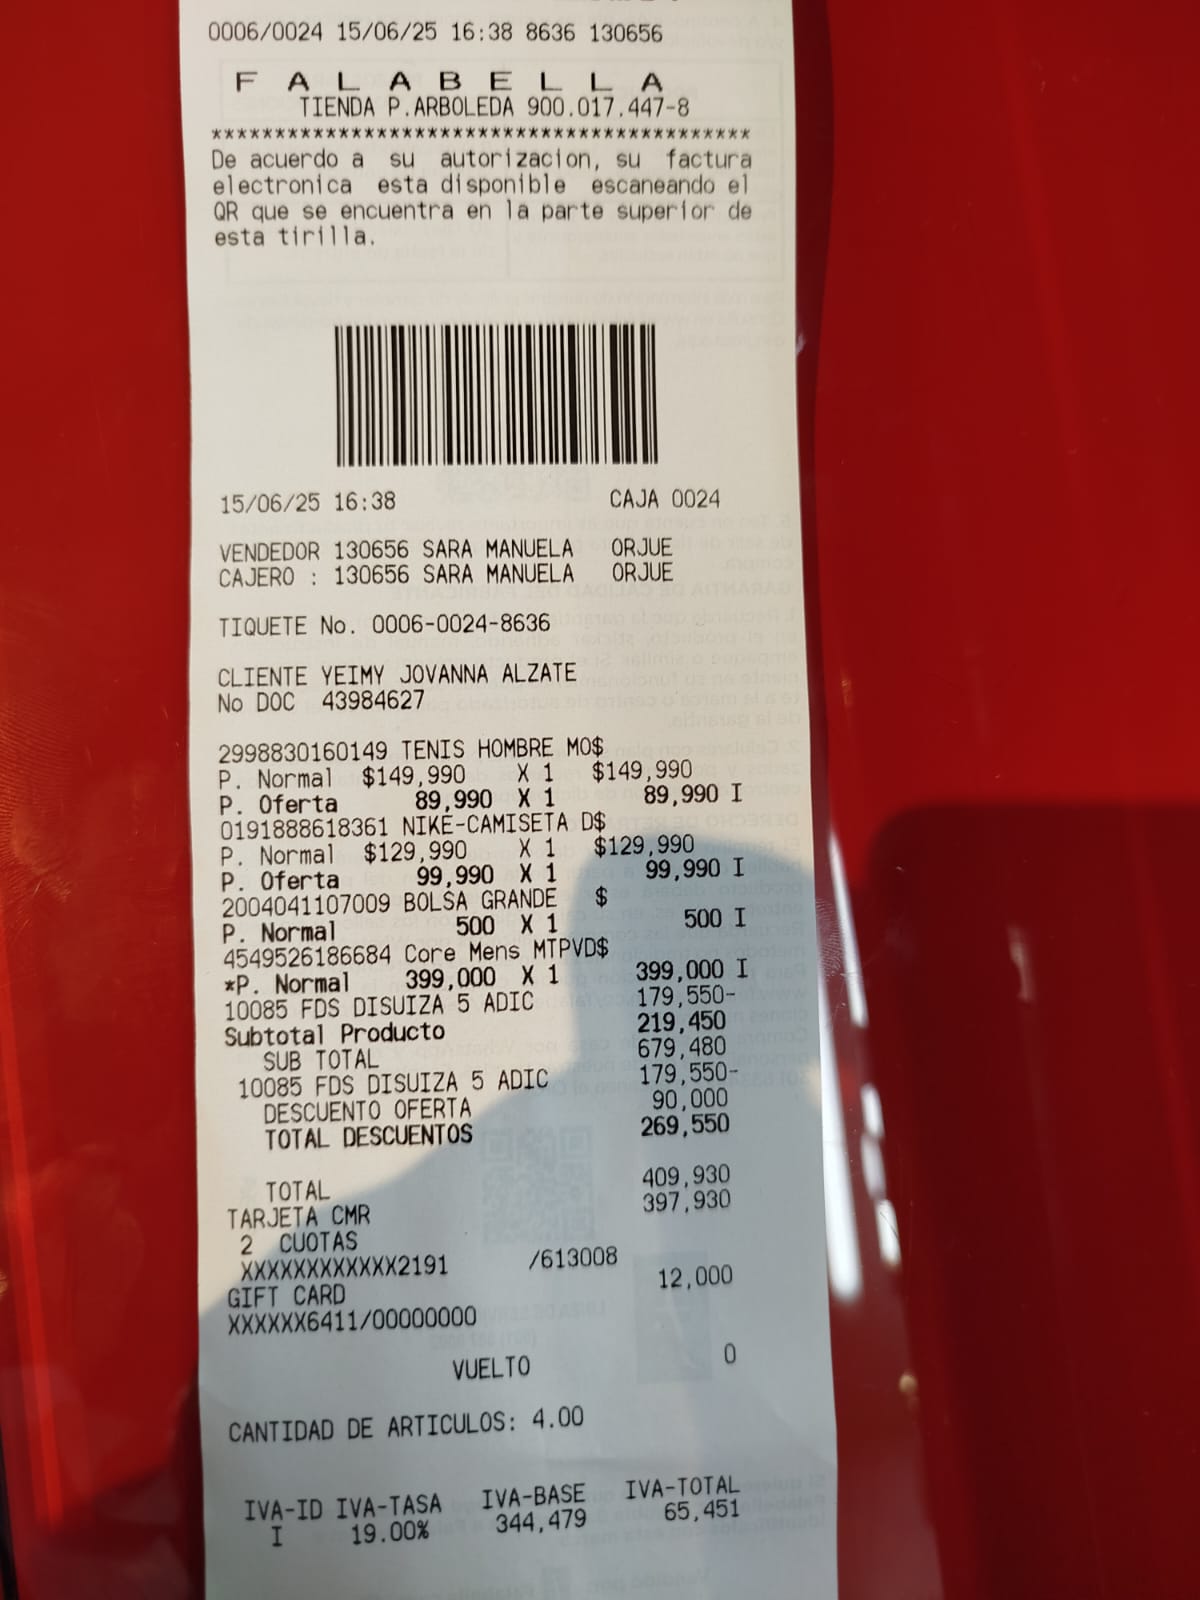 0006/0024 15/06/25 16:38 8636 130656
F A L A B E L L A
TIENDA P.ARBOLEDA 900.017.447-8
*******************************************
De acuerdo a su autorizacion, su factura
electronica esta disponible escaneando el
QR que se encuentra en la parte superior de
esta tirilla.
15/06/25 16:38 CAJA 0024
VENDEDOR 130656 SARA MANUELA ORJUE
CAJERO : 130656 SARA MANUELA ORJUE
TIQUETE No. 0006-0024-8636
CLIENTE YEIMY JOVANNA ALZATE
No DOC 43984627
2998830160149 TENIS HOMBRE MO$
P. Normal $149,990 X 1 $149,990
P. Oferta 89,990 X 1 89,990 I
0191888618361 NIKE-CAMISETA D$
P. Normal $129,990 X 1 $129,990
P. Oferta 99,990 X 1 99,990 I
2004041107009 BOLSA GRANDE $
P. Normal 500 X 1 500 I
4549526186684 Core Mens MTPVD$
*P. Normal 399,000 X 1 399,000 I
10085 FDS DISUIZA 5 ADIC 179,550-
Subtotal Producto 219,450
SUB TOTAL 679,480
10085 FDS DISUIZA 5 ADIC 179,550-
DESCUENTO OFERTA 90,000
TOTAL DESCUENTOS 269,550
TOTAL 409,930
TARJETA CMR 397,930
2 CUOTAS
XXXXXXXXXXXX2191 /613008
GIFT CARD 12,000
XXXXXX6411/00000000
VUELTO 0
CANTIDAD DE ARTICULOS: 4.00
IVA-ID IVA-TASA IVA-BASE IVA-TOTAL
I 19.00% 344,479 65,451